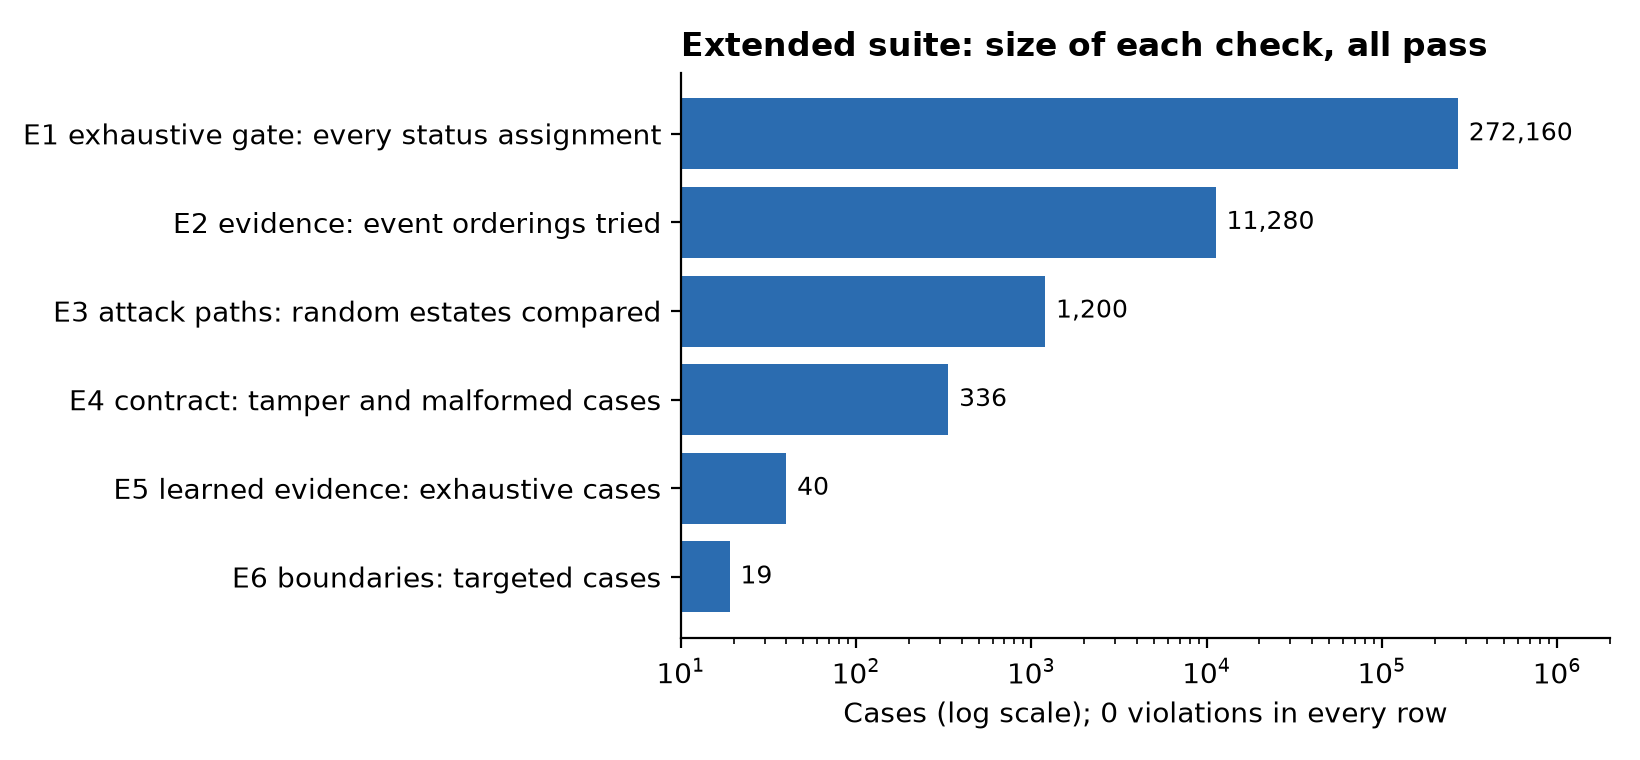 Extended suite: size of each check, all pass
E1 exhaustive gate: every status assignment
272,160
E2 evidence: event orderings tried
11,280
E3 attack paths: random estates compared
1,200
E4 contract: tamper and malformed cases
336
E5 learned evidence: exhaustive cases
40
E6 boundaries: targeted cases
19
10¹ 10² 10³ 10⁴ 10⁵ 10⁶
Cases (log scale); 0 violations in every row